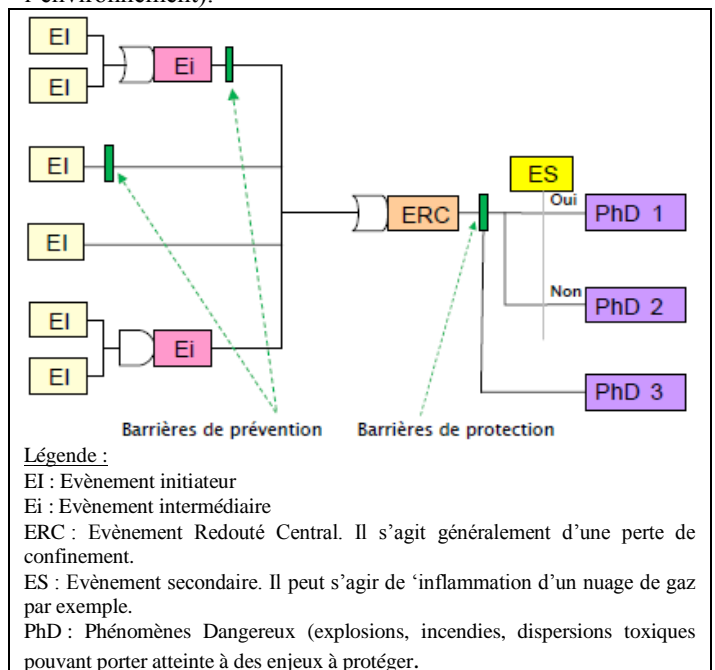 l'environnement).
EI
EI
Ei
EI
EI
EI
EI
Ei
ERC
ES
Oui
PhD 1
Non
PhD 2
PhD 3
Barrières de prévention Barrières de protection
Légende :
EI : Evènement initiateur
Ei : Evènement intermédiaire
ERC : Evènement Redouté Central. Il s'agit généralement d'une perte de
confinement.
ES : Evènement secondaire. Il peut s'agir de 'inflammation d'un nuage de gaz
par exemple.
PhD : Phénomènes Dangereux (explosions, incendies, dispersions toxiques
pouvant porter atteinte à des enjeux à protéger.